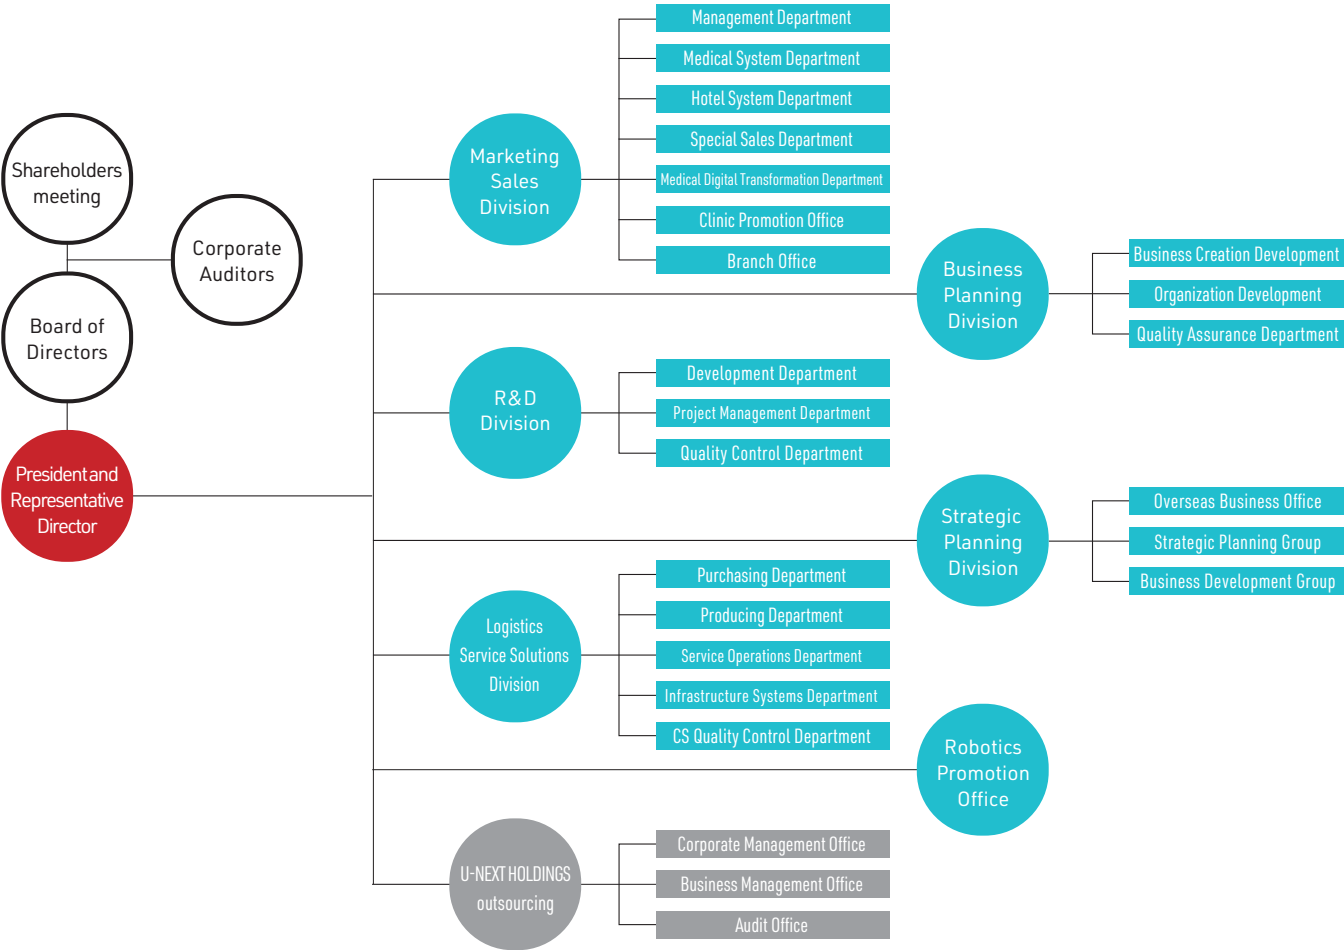 Shareholders
meeting
Corporate
Auditors
Board of
Directors
President and
Representative
Director
Marketing
Sales
Division
Management Department
Medical System Department
Hotel System Department
Special Sales Department
Medical Digital Transformation Department
Clinic Promotion Office
Branch Office
Business
Planning
Division
Business Creation Development
Organization Development
Quality Assurance Department
R&D
Division
Development Department
Project Management Department
Quality Control Department
Strategic
Planning
Division
Overseas Business Office
Strategic Planning Group
Business Development Group
Logistics
Service Solutions
Division
Purchasing Department
Producing Department
Service Operations Department
Infrastructure Systems Department
CS Quality Control Department
Robotics
Promotion
Office
U-NEXT HOLDINGS
outsourcing
Corporate Management Office
Business Management Office
Audit Office